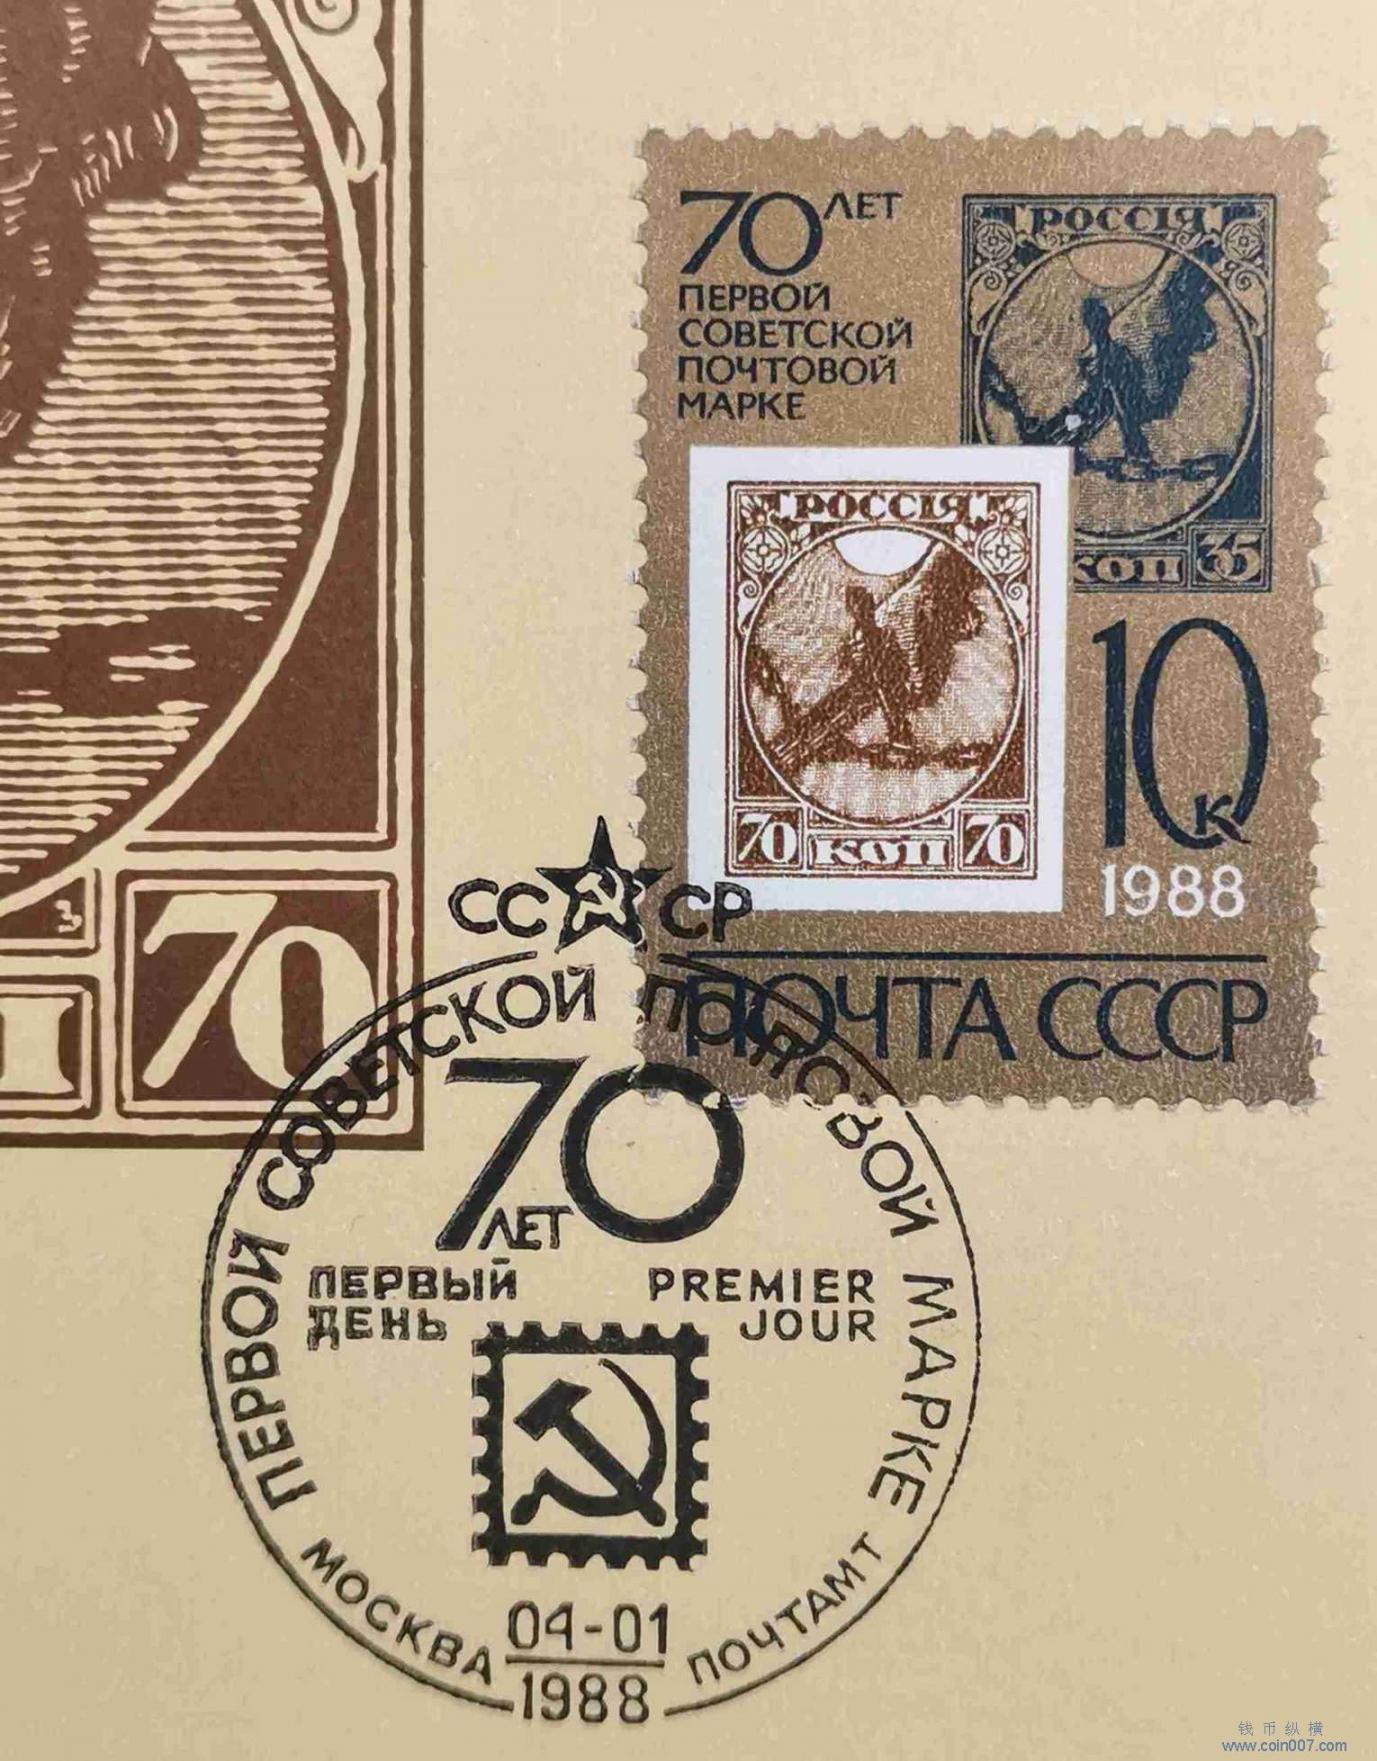 70 ЛЕТ
ПЕРВОЙ
СОВЕТСКОЙ
ПОЧТОВОЙ
МАРКЕ
РОССІЯ
КОП 35
РОССІЯ
70 КОП 70
10 к
1988
ПОЧТА СССР
70
СССР
ПЕРВОЙ СОВЕТСКОЙ ПОЧТОВОЙ МАРКЕ
70
ЛЕТ
ПЕРВЫЙ PREMIER
ДЕНЬ JOUR
МОСКВА 04-01 ПОЧТАМТ
1988
钱币纵横
www.coin007.com